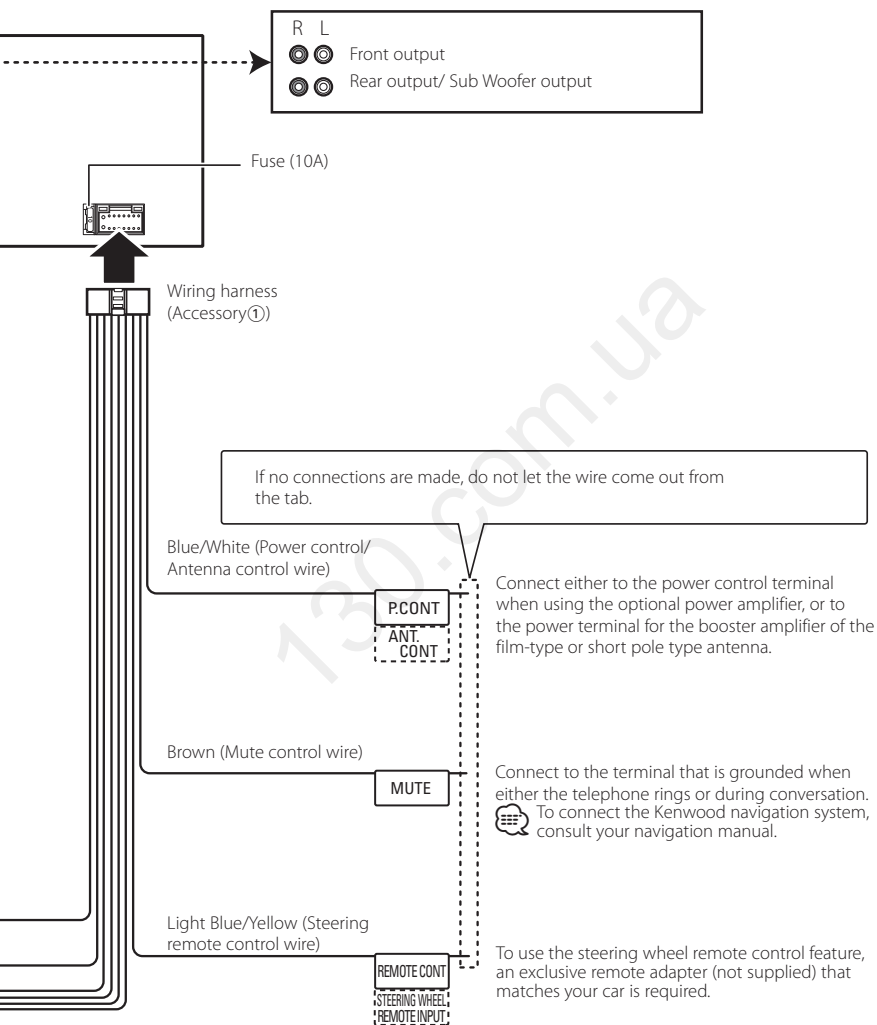 R L
Front output
Rear output/ Sub Woofer output
Fuse (10A)
Wiring harness
(Accessory①)
If no connections are made, do not let the wire come out from
the tab.
Blue/White (Power control/
Antenna control wire)
P.CONT
ANT.
CONT
Connect either to the power control terminal
when using the optional power amplifier, or to
the power terminal for the booster amplifier of the
film-type or short pole type antenna.
Brown (Mute control wire)
MUTE
Connect to the terminal that is grounded when
either the telephone rings or during conversation.
To connect the Kenwood navigation system,
consult your navigation manual.
Light Blue/Yellow (Steering
remote control wire)
REMOTE CONT
STEERING WHEEL
REMOTE INPUT
To use the steering wheel remote control feature,
an exclusive remote adapter (not supplied) that
matches your car is required.
130.com.ua